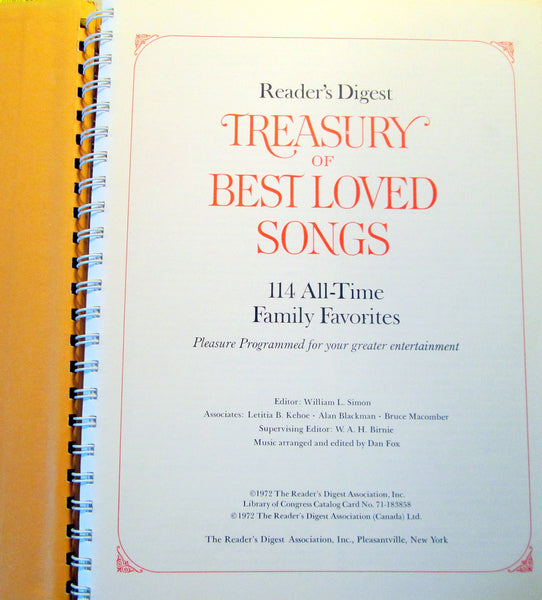 Reader's Digest
TREASURY
OF
BEST LOVED
SONGS
114 All-Time
Family Favorites
Pleasure Programmed for your greater entertainment
Editor: William L. Simon
Associates: Letitia B. Kehoe · Alan Blackman · Bruce Macomber
Supervising Editor: W. A. H. Birnie
Music arranged and edited by Dan Fox
©1972 The Reader's Digest Association, Inc.
Library of Congress Catalog Card No. 71-183858
©1972 The Reader's Digest Association (Canada) Ltd.
The Reader's Digest Association, Inc., Pleasantville, New York